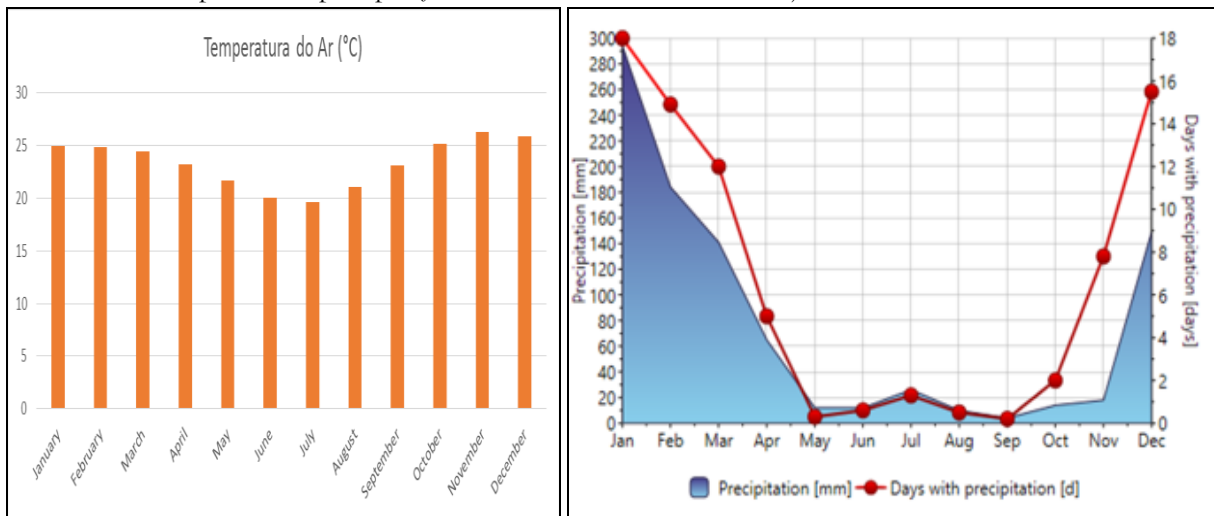 Temperatura do Ar (°C)
30
25
20
15
10
5
0
January
February
March
April
May
June
July
August
September
October
November
December
Precipitation [mm]
300
280
260
240
220
200
180
160
140
120
100
80
60
40
20
0
Jan Feb Mar Apr May Jun Jul Aug Sep Oct Nov Dec
18
16
14
12
10
8
6
4
2
0
Days with precipitation [days]
Precipitation [mm] Days with precipitation [d]